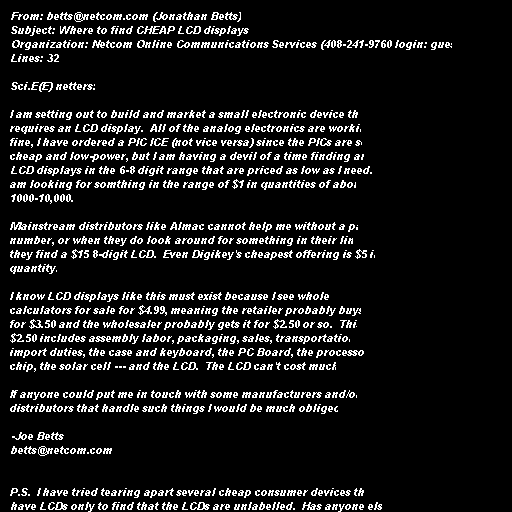 From: betts@netcom.com (Jonathan Betts)
Subject: Where to find CHEAP LCD displays
Organization: Netcom Online Communications Services (408-241-9760 login: gues
Lines: 32

Sci.E(E) netters:

I am setting out to build and market a small electronic device th
requires an LCD display.  All of the analog electronics are worki
fine, I have ordered a PIC ICE (not vice versa) since the PICs are s
cheap and low-power, but I am having a devil of a time finding an
LCD displays in the 6-8 digit range that are priced as low as I need.
am looking for somthing in the range of $1 in quantities of abou
1000-10,000.

Mainstream distributors like Almac cannot help me without a pa
number, or when they do look around for something in their lin
they find a $15 8-digit LCD.  Even Digikey's cheapest offering is $5 i
quantity.

I know LCD displays like this must exist because I see whole
calculators for sale for $4.99, meaning the retailer probably buys
for $3.50 and the wholesaler probably gets it for $2.50 or so.  Thi
$2.50 includes assembly labor, packaging, sales, transportatio
import duties, the case and keyboard, the PC Board, the processo
chip, the solar cell --- and the LCD.  The LCD can't cost much

If anyone could put me in touch with some manufacturers and/o
distributors that handle such things I would be much obliged

-Joe Betts
betts@netcom.com

P.S.  I have tried tearing apart several cheap consumer devices th
have LCDs only to find that the LCDs are unlabelled.  Has anyone els